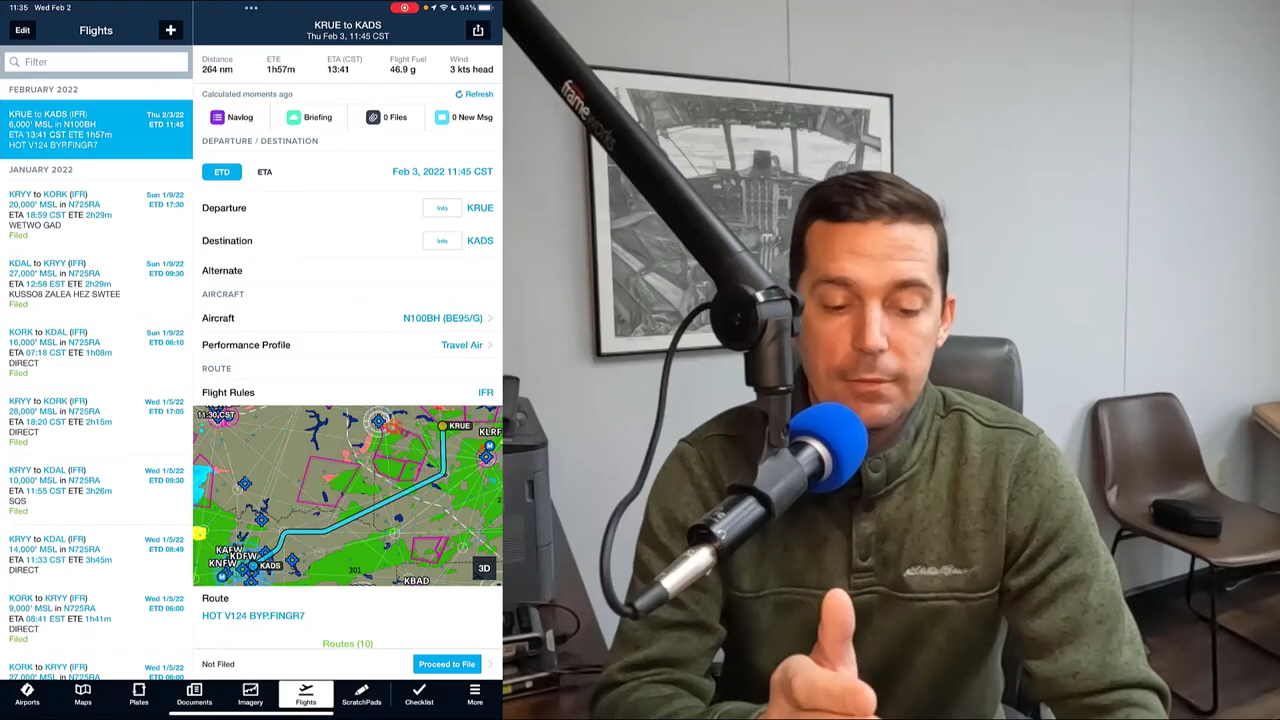 11:35 Wed Feb 2
94%
Edit
Flights
+
Filter
FEBRUARY 2022
KRUE to KADS (IFR) Thu 2/3/22
6,000' MSL in N100BH ETD 11:45
ETA 13:41 CST ETE 1h57m
HOT V124 BYP.FINGR7
JANUARY 2022
KRYY to KORK (IFR) Sun 1/9/22
20,000' MSL in N725RA ETD 17:30
ETA 18:59 CST ETE 2h29m
WETWO GAD
Filed
KDAL to KRYY (IFR) Sun 1/9/22
27,000' MSL in N725RA ETD 09:30
ETA 12:58 EST ETE 2h29m
KUSSO8 ZALEA HEZ SWTEE
Filed
KORK to KDAL (IFR) Sun 1/9/22
16,000' MSL in N725RA ETD 06:10
ETA 07:18 CST ETE 1h08m
DIRECT
Filed
KRYY to KORK (IFR) Wed 1/5/22
28,000' MSL in N725RA ETD 17:05
ETA 18:20 CST ETE 2h15m
DIRECT
Filed
KRYY to KDAL (IFR) Wed 1/5/22
10,000' MSL in N725RA ETD 09:30
ETA 11:55 CST ETE 3h26m
SQS
Filed
KRYY to KDAL (IFR) Wed 1/5/22
14,000' MSL in N725RA ETD 08:49
ETA 11:33 CST ETE 3h45m
DIRECT
KORK to KRYY (IFR) Wed 1/5/22
9,000' MSL in N725RA ETD 06:00
ETA 08:41 EST ETE 1h41m
DIRECT
Filed
KORK to KRYY (IFR) Wed 1/5/22
27,000' MSL in N725RA ETD 06:00
KRUE to KADS
Thu Feb 3, 11:45 CST
Distance ETE ETA (CST) Flight Fuel Wind
264 nm 1h57m 13:41 46.9 g 3 kts head
Calculated moments ago Refresh
Navlog Briefing 0 Files 0 New Msg
DEPARTURE / DESTINATION
ETD ETA Feb 3, 2022 11:45 CST
Departure Info KRUE
Destination Info KADS
Alternate
AIRCRAFT
Aircraft N100BH (BE95/G)
Performance Profile Travel Air
ROUTE
Flight Rules IFR
11:30 CST
KRUE
KLRF
M
KAFW
KDFW
KNFW
KADS
M
301
KBAD
3D
Route
HOT V124 BYP.FINGR7
Routes (10)
Not Filed Proceed to File
Airports Maps Plates Documents Imagery Flights ScratchPads Checklist More
frameworks